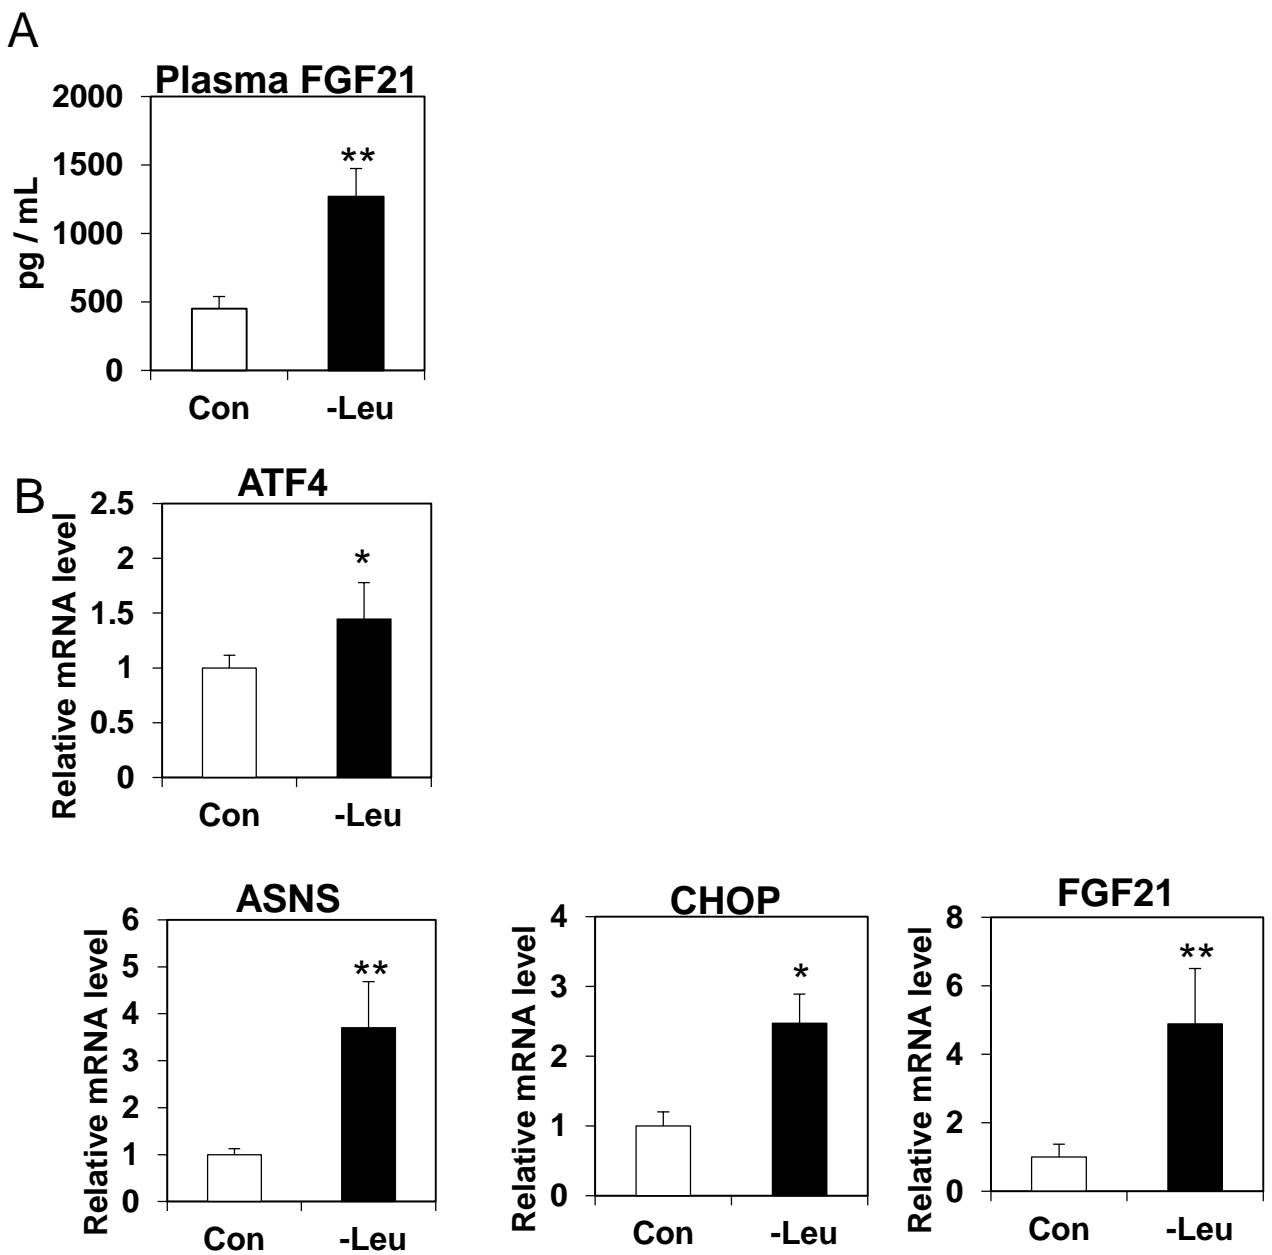 A
Plasma FGF21
pg / mL
2000
1500
1000
500
0
**
Con -Leu
B
ATF4
Relative mRNA level
2.5
2
1.5
1
0.5
0
*
Con -Leu
ASNS
Relative mRNA level
6
5
4
3
2
1
0
**
Con -Leu
CHOP
Relative mRNA level
4
3
2
1
0
*
Con -Leu
FGF21
Relative mRNA level
8
6
4
2
0
**
Con -Leu